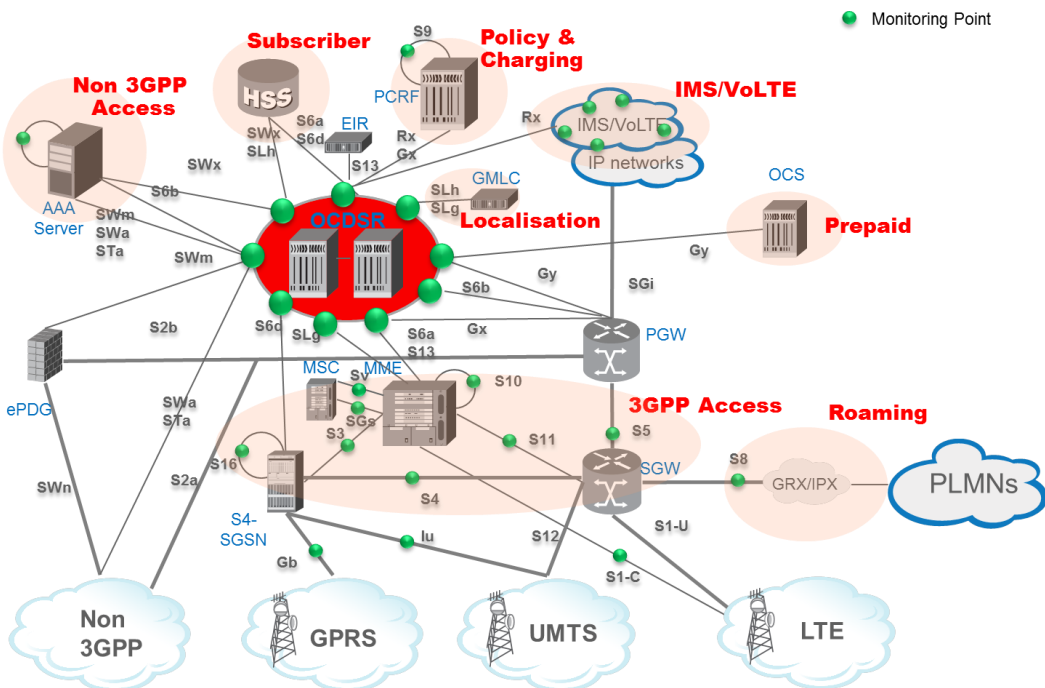 Monitoring Point
S9
Policy &
Charging
Subscriber
Non 3GPP
Access
HSS
PCRF
IMS/VoLTE
IMS/VoLTE
IP networks
Rx
S6a
S6d
EIR
SWx
SLh
Rx
Gx
S13
SWx
GMLC
SLh
SLg
OCS
S6b
AAA
Server
Localisation
Prepaid
OCDSR
SWm
SWa
STa
SWm
Gy
Gy
S6b
SGi
S2b
S6d
SLg
S6a
S13
Gx
PGW
MSC
MME
Sv
S10
ePDG
SWa
STa
SGs
3GPP Access
Roaming
S3
S11
S5
S16
S2a
SGW
S8
SWn
S4
GRX/IPX
PLMNs
S4-
SGSN
Iu
S12
S1-U
Gb
S1-C
Non
3GPP
GPRS
UMTS
LTE